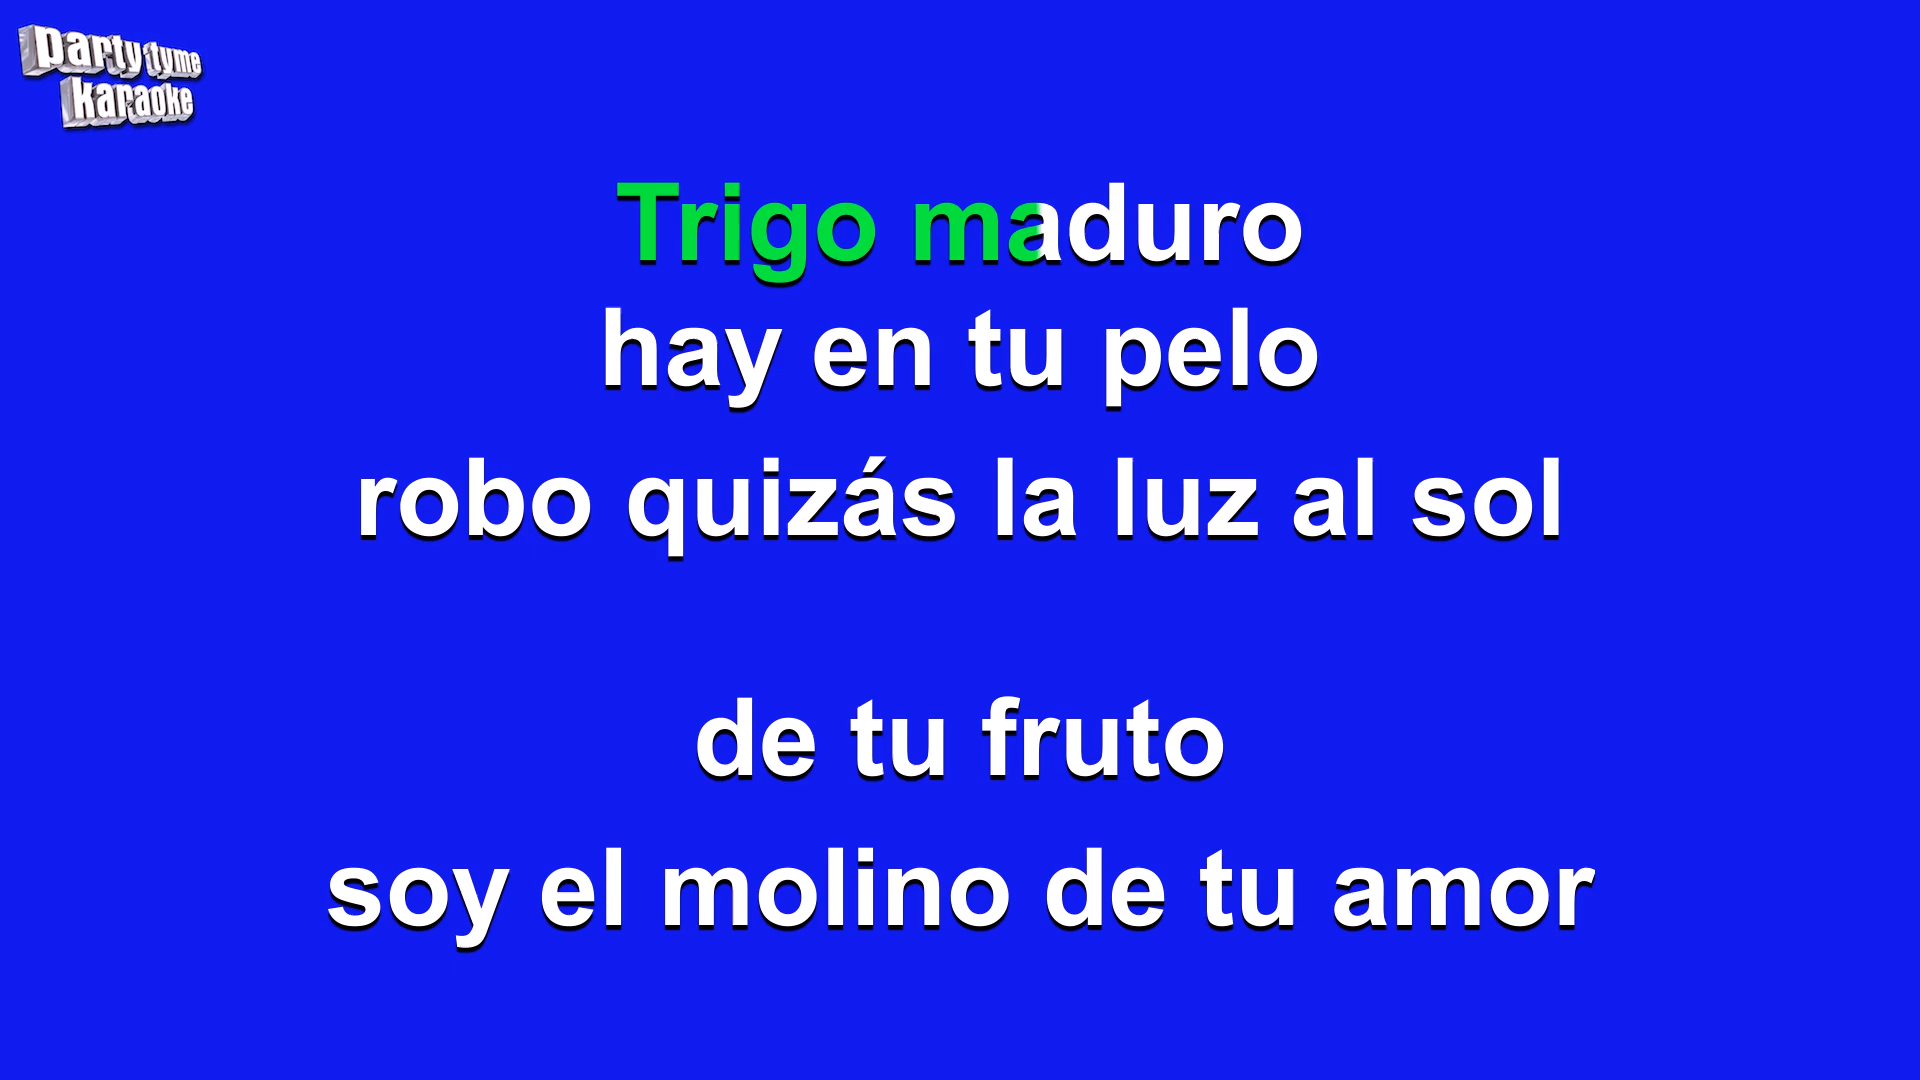 party tyme
karaoke
Trigo maduro
hay en tu pelo
robo quizás la luz al sol
de tu fruto
soy el molino de tu amor